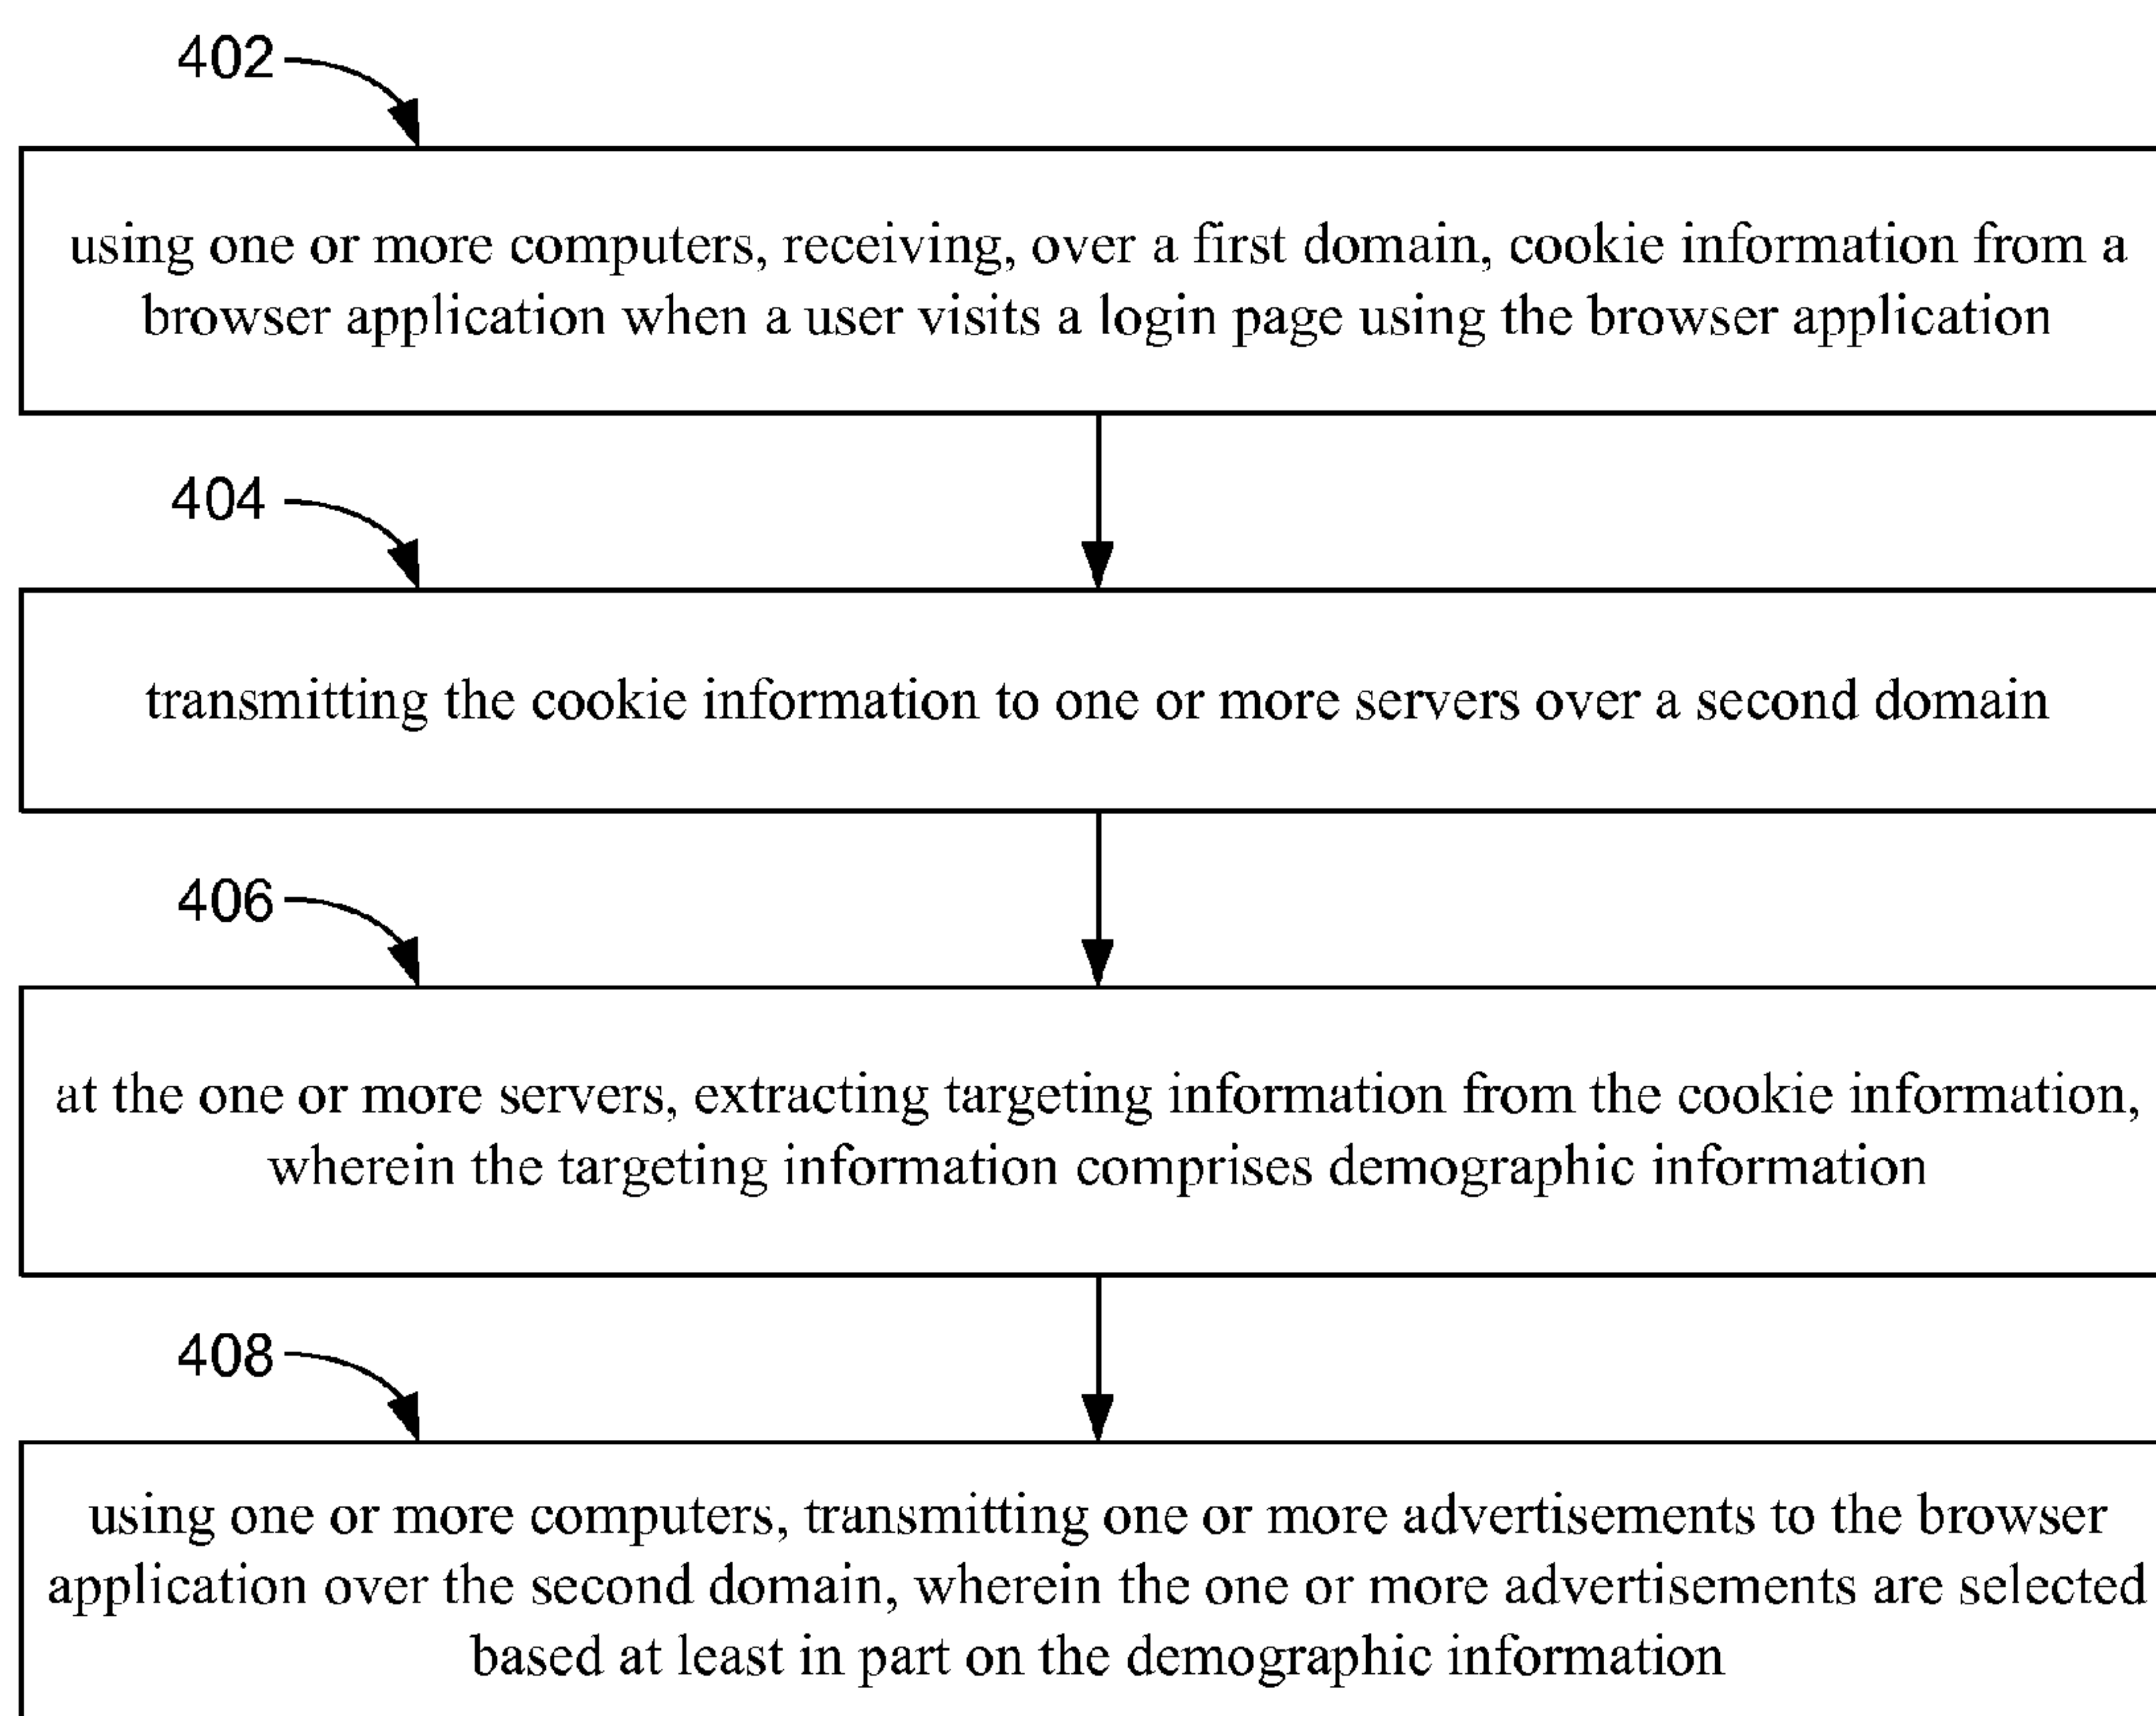 402
using one or more computers, receiving, over a first domain, cookie information from a
browser application when a user visits a login page using the browser application
404
transmitting the cookie information to one or more servers over a second domain
406
at the one or more servers, extracting targeting information from the cookie information,
wherein the targeting information comprises demographic information
408
using one or more computers, transmitting one or more advertisements to the browser
application over the second domain, wherein the one or more advertisements are selected
based at least in part on the demographic information